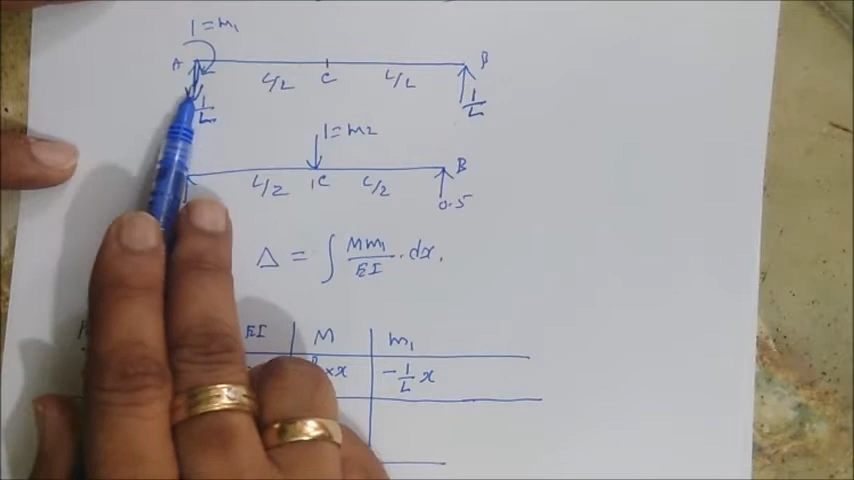 1 = m₁
A
B
L/2 C L/2
1/L 1/L
1 = m2
B
L/2 C L/2
0.5
Δ = ∫ Mm₁/EI . dx.
EI M m₁
×x -1/L x